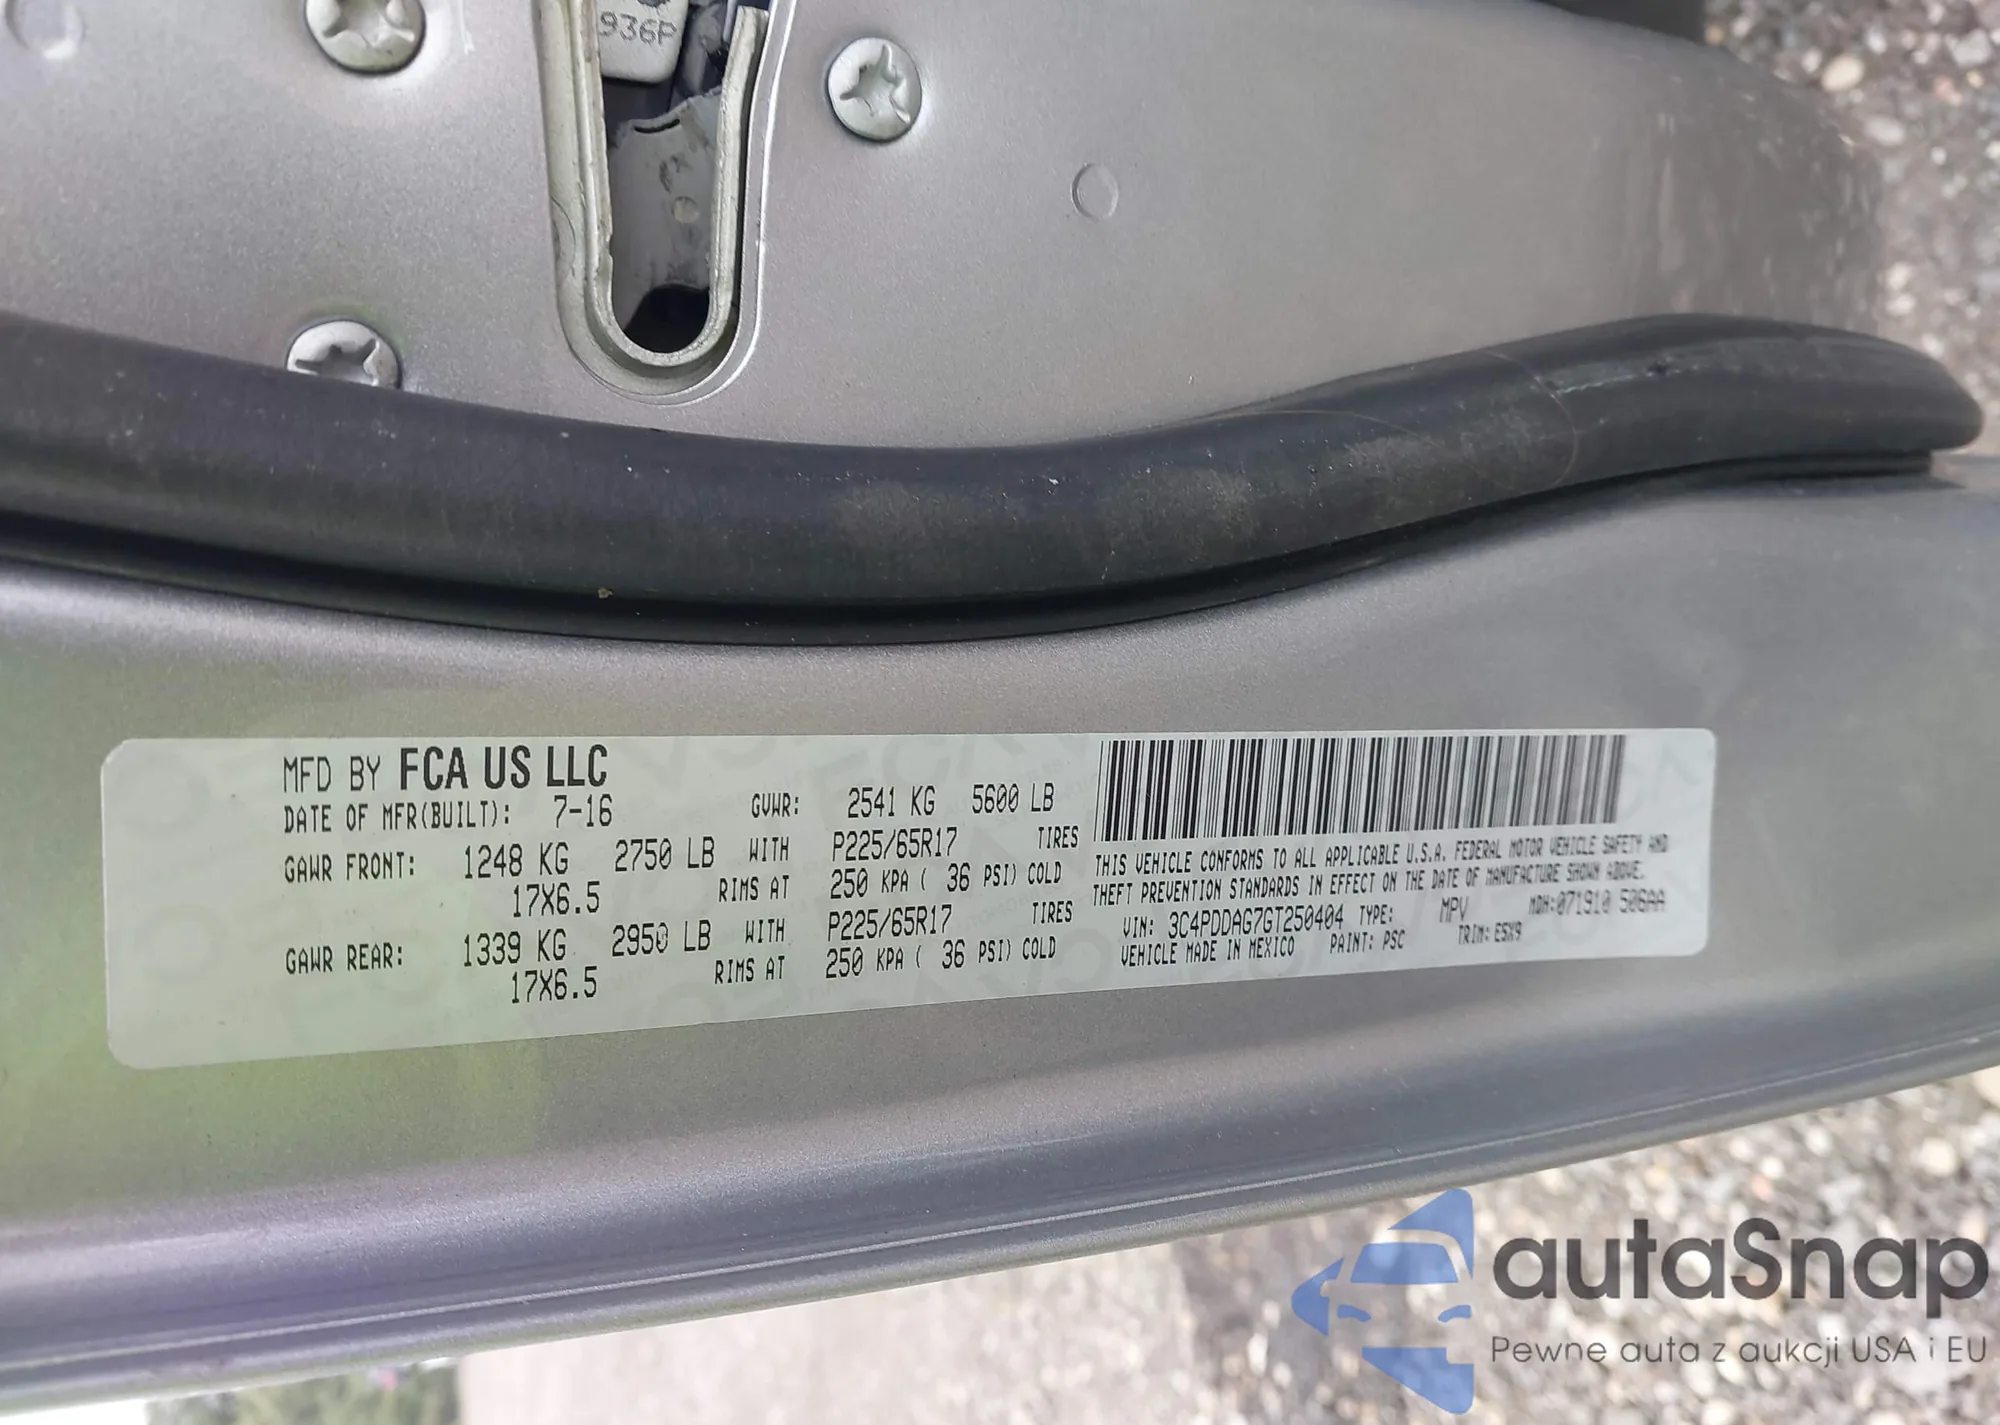 936P
MFD BY FCA US LLC
DATE OF MFR(BUILT): 7-16 GVWR: 2541 KG 5600 LB
GAWR FRONT: 1248 KG 2750 LB WITH P225/65R17 TIRES
17X6.5 RIMS AT 250 KPA ( 36 PSI) COLD
GAWR REAR: 1339 KG 2950 LB WITH P225/65R17 TIRES
17X6.5 RIMS AT 250 KPA ( 36 PSI) COLD
THIS VEHICLE CONFORMS TO ALL APPLICABLE U.S.A. FEDERAL MOTOR VEHICLE SAFETY AND
THEFT PREVENTION STANDARDS IN EFFECT ON THE DATE OF MANUFACTURE SHOWN ABOVE.
VIN: 3C4PDDAG7GT250404 TYPE: MPV MDH:071910 506AA
VEHICLE MADE IN MEXICO PAINT: PSC TRIM: E5X9
autaSnap
Pewne auta z aukcji USA i EU